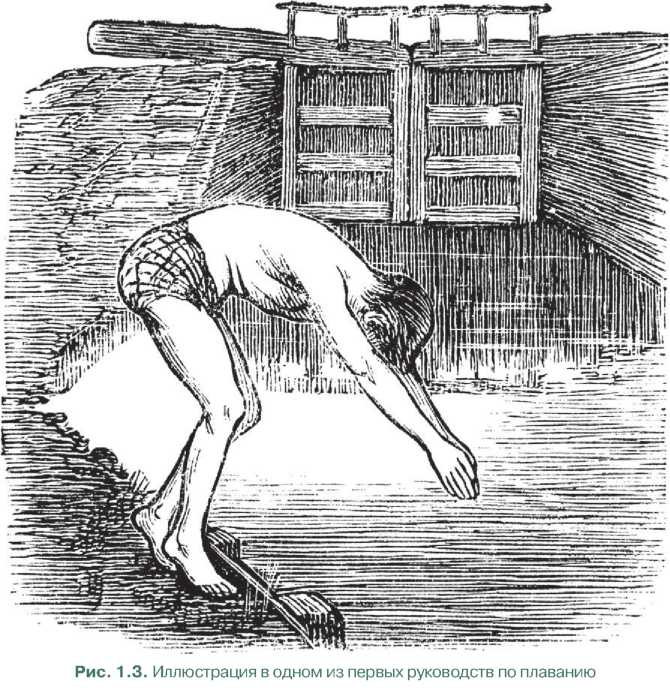 Рис. 1.3. Иллюстрация в одном из первых руководств по плаванию